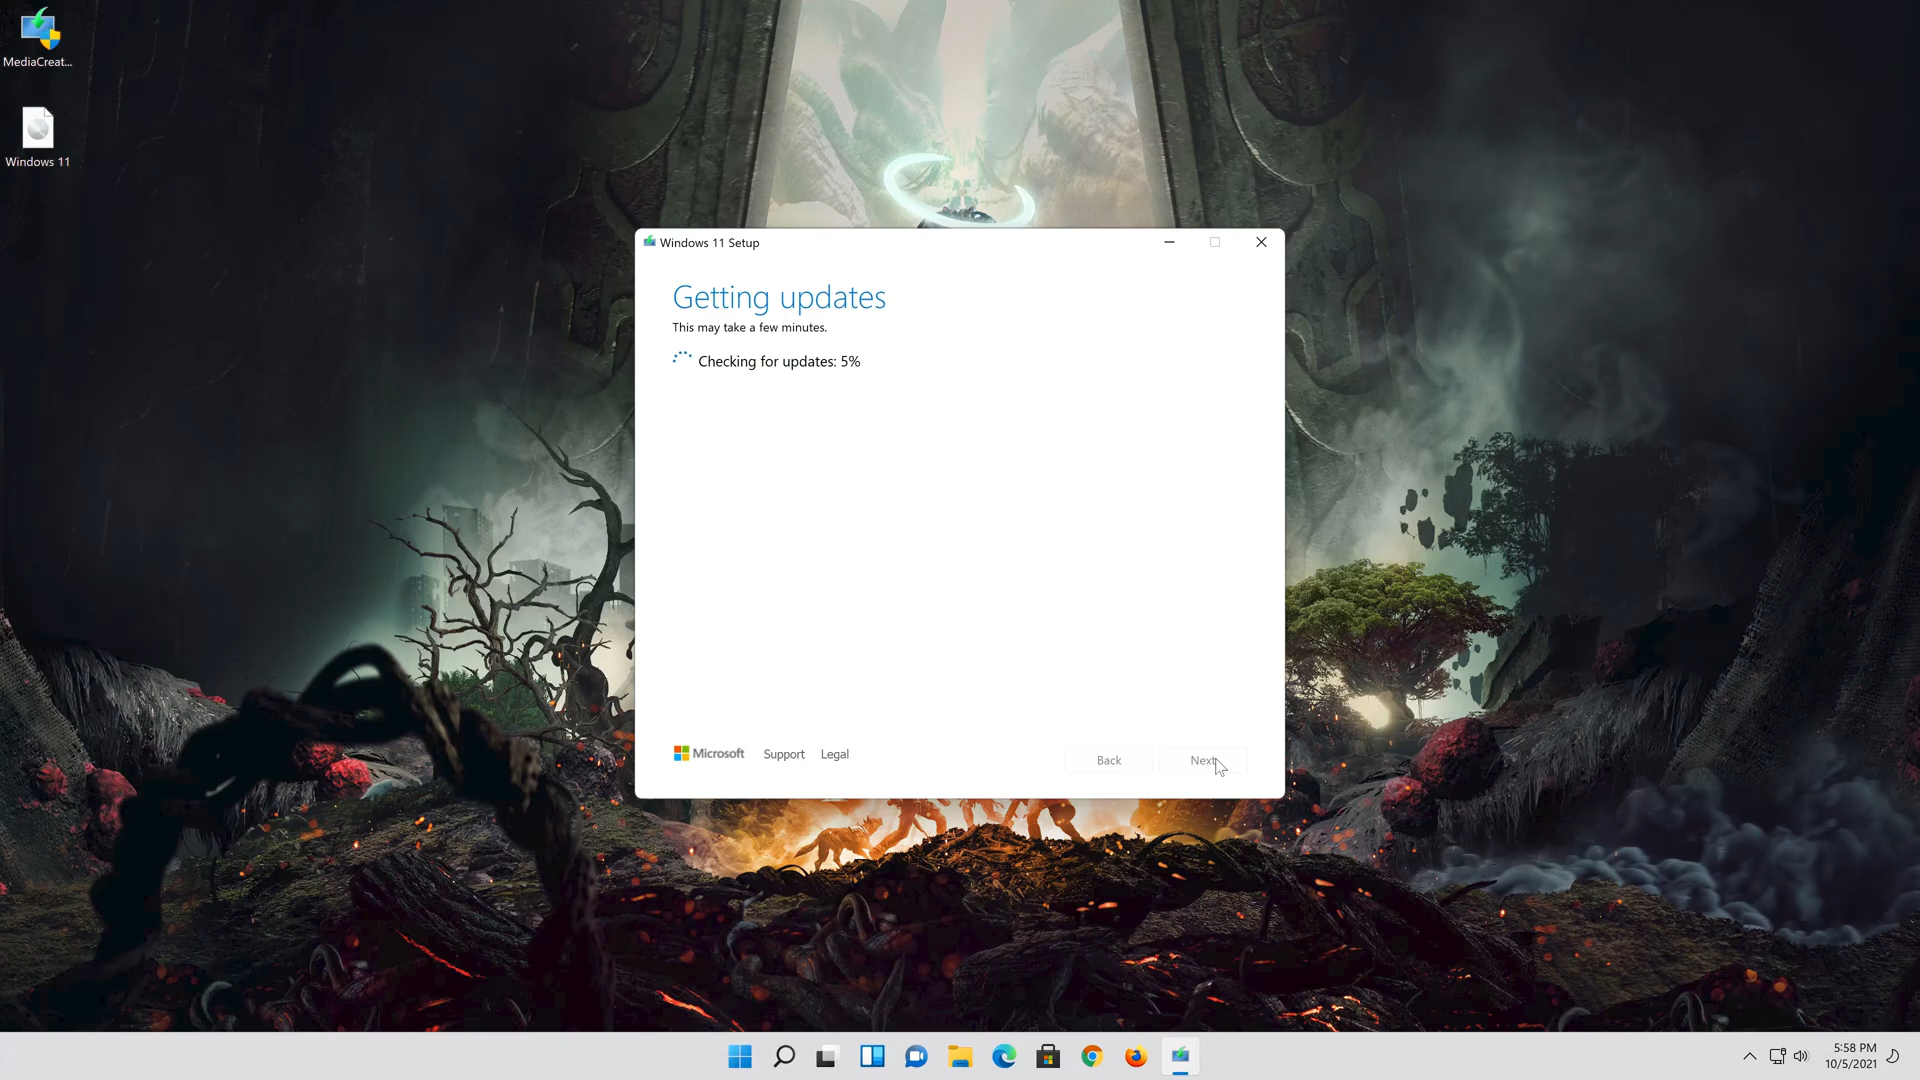 MediaCreat...
Windows 11
Windows 11 Setup
Getting updates
This may take a few minutes.
Checking for updates: 5%
Microsoft Support Legal
Back Next
5:58 PM
10/5/2021